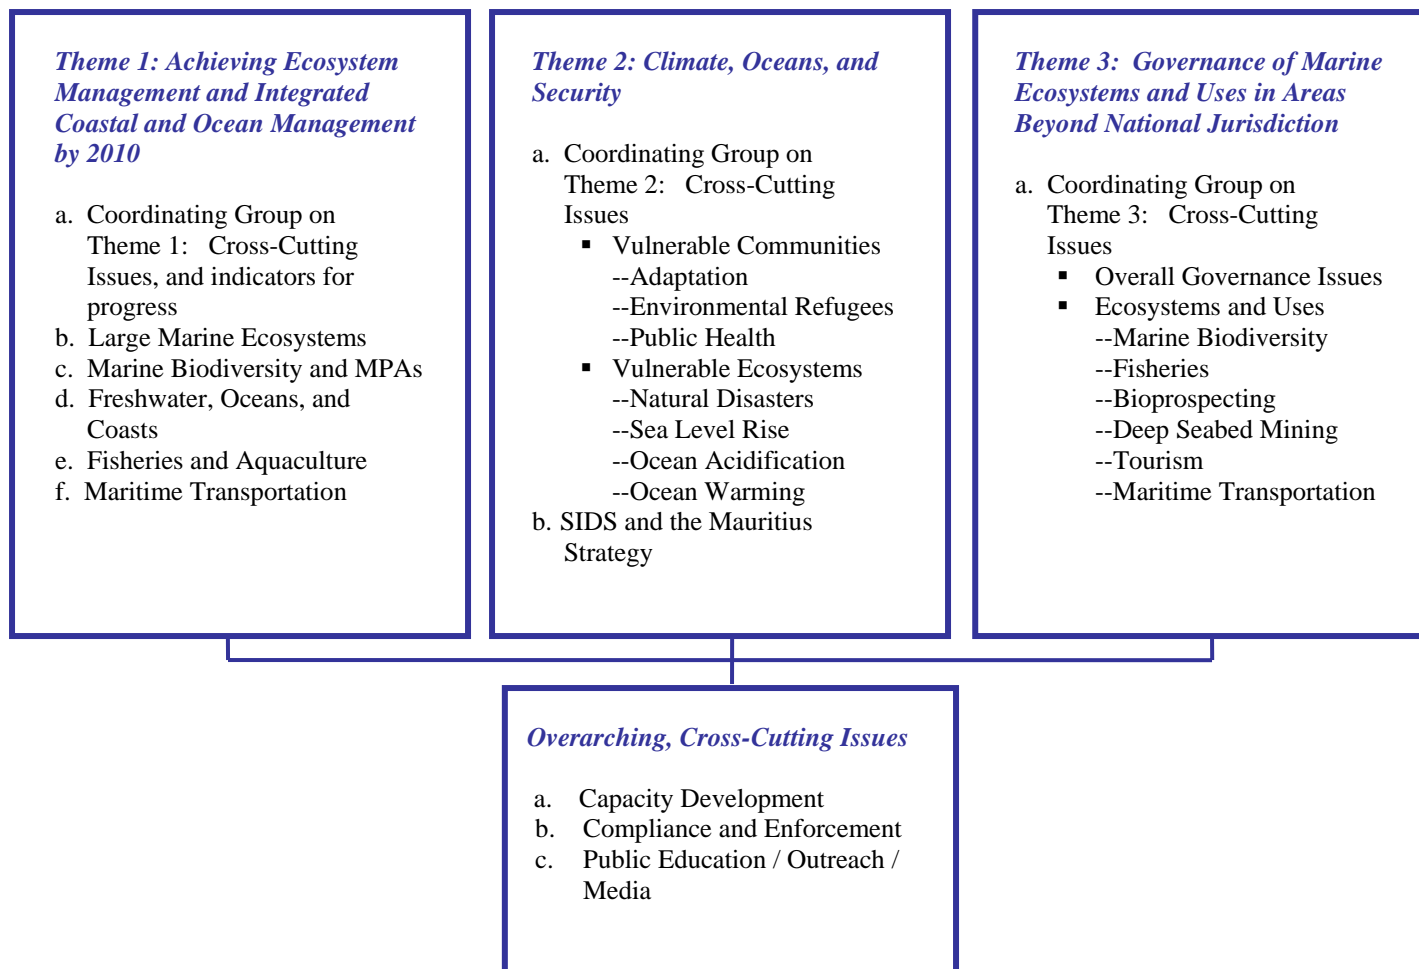 Theme 1: Achieving Ecosystem
Management and Integrated
Coastal and Ocean Management
by 2010
a. Coordinating Group on
Theme 1: Cross-Cutting
Issues, and indicators for
progress
b. Large Marine Ecosystems
c. Marine Biodiversity and MPAs
d. Freshwater, Oceans, and
Coasts
e. Fisheries and Aquaculture
f. Maritime Transportation
Theme 2: Climate, Oceans, and
Security
a. Coordinating Group on
Theme 2: Cross-Cutting
Issues
▪ Vulnerable Communities
--Adaptation
--Environmental Refugees
--Public Health
▪ Vulnerable Ecosystems
--Natural Disasters
--Sea Level Rise
--Ocean Acidification
--Ocean Warming
b. SIDS and the Mauritius
Strategy
Theme 3: Governance of Marine
Ecosystems and Uses in Areas
Beyond National Jurisdiction
a. Coordinating Group on
Theme 3: Cross-Cutting
Issues
▪ Overall Governance Issues
▪ Ecosystems and Uses
--Marine Biodiversity
--Fisheries
--Bioprospecting
--Deep Seabed Mining
--Tourism
--Maritime Transportation
Overarching, Cross-Cutting Issues
a. Capacity Development
b. Compliance and Enforcement
c. Public Education / Outreach /
Media